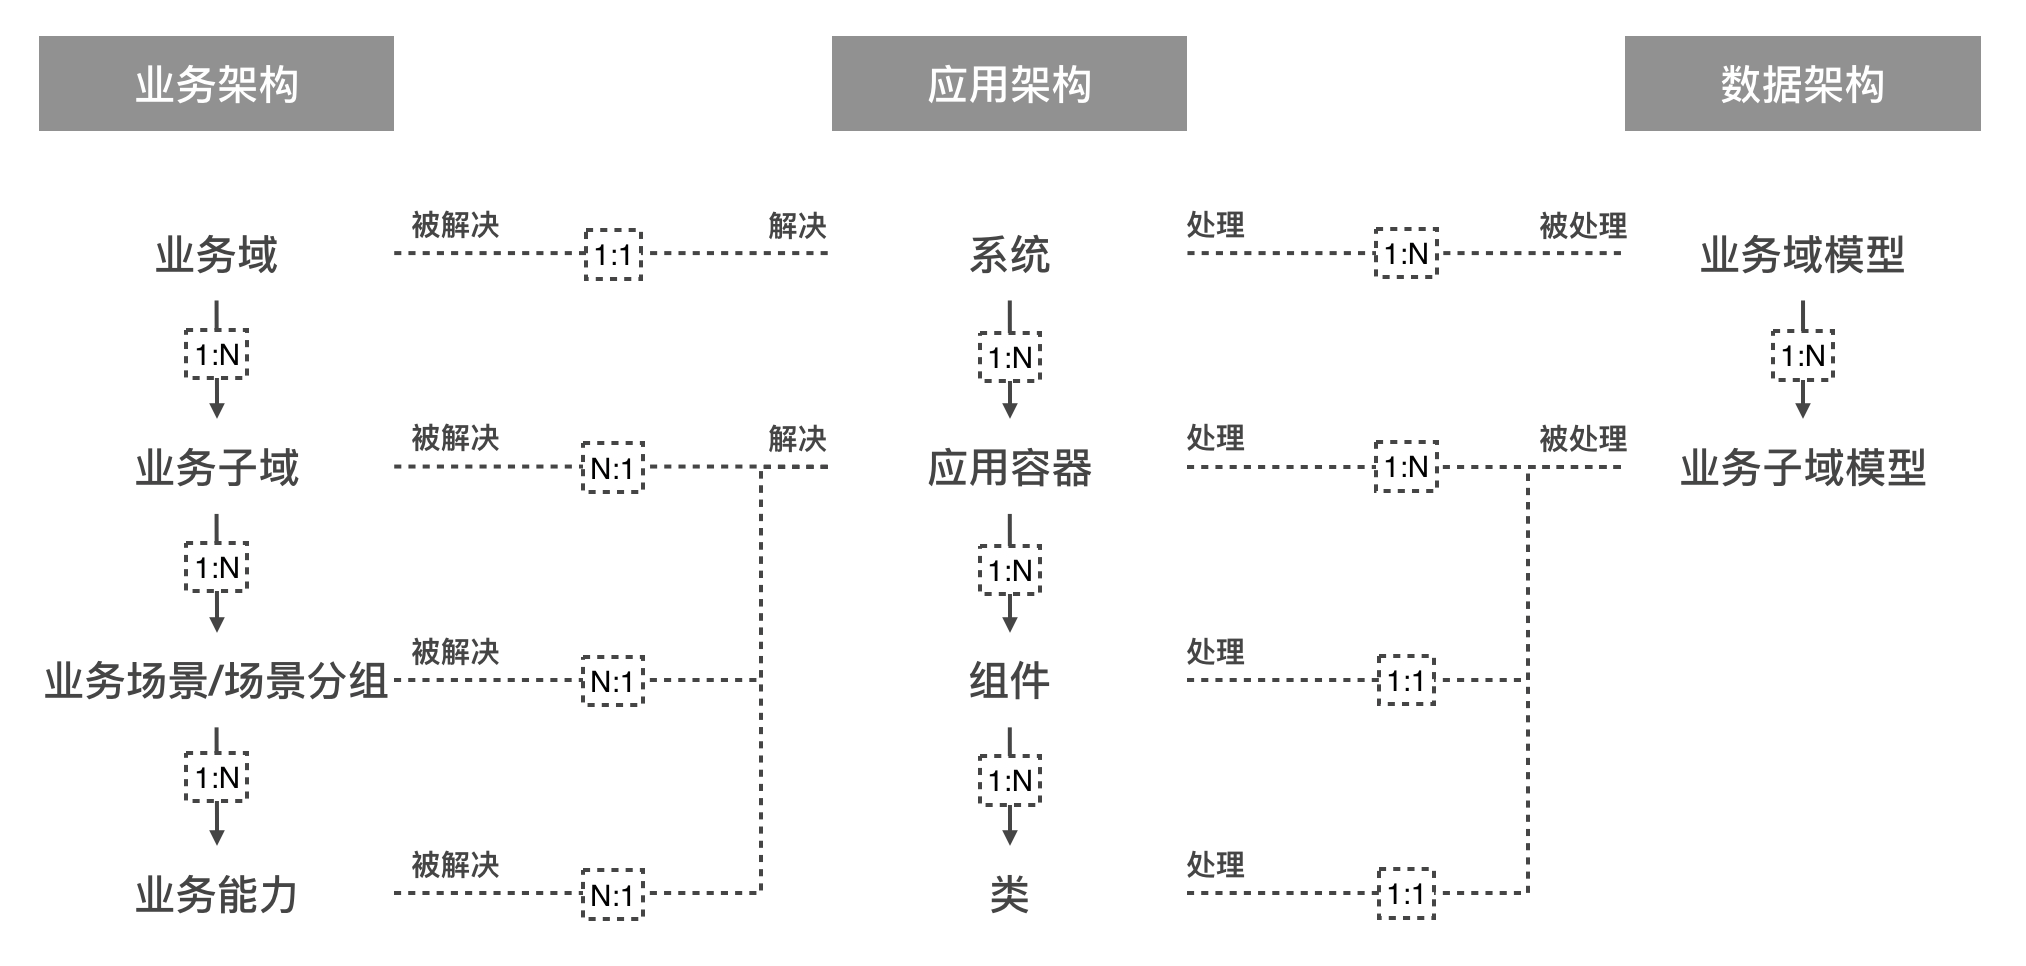 业务架构
应用架构
数据架构
被解决
解决
处理
被处理
业务域
1:1
系统
1:N
业务域模型
1:N
1:N
1:N
被解决
解决
处理
被处理
业务子域
N:1
应用容器
1:N
业务子域模型
1:N
1:N
被解决
处理
业务场景/场景分组
N:1
组件
1:1
1:N
1:N
被解决
处理
业务能力
N:1
类
1:1